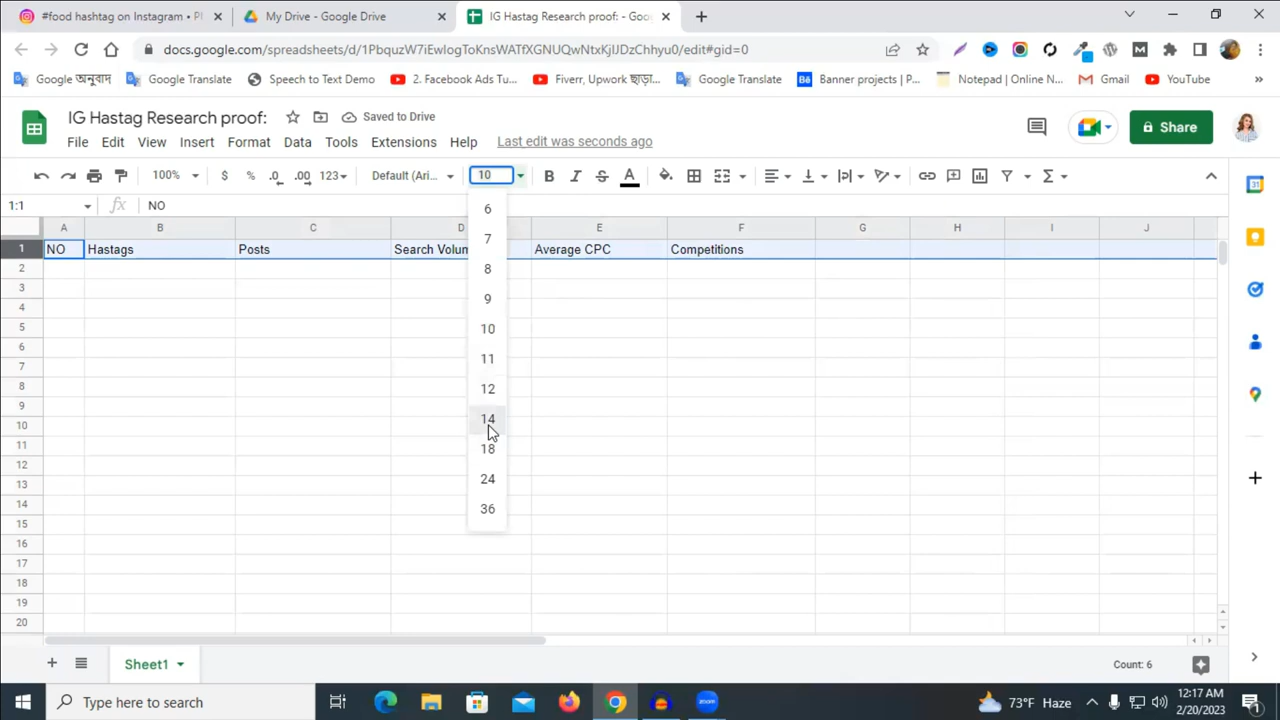 #food hashtag on Instagram • Pl
My Drive - Google Drive
IG Hastag Research proof: - Goo
docs.google.com/spreadsheets/d/1PbquzW7iEwlogToKnsWATfXGNUQwNtxKjIJDzChhyu0/edit#gid=0
Google অনুবাদ
Google Translate
Speech to Text Demo
2. Facebook Ads Tu...
Fiverr, Upwork ছাড়া...
Google Translate
Banner projects | P...
Notepad | Online N...
Gmail
YouTube
IG Hastag Research proof:
Saved to Drive
Share
File Edit View Insert Format Data Tools Extensions Help Last edit was seconds ago
100% $ % .0 .00 123 Default (Ari... 10 B I S A
1:1 fx NO
A B C D E F G H I J
1 NO Hastags Posts Search Volum Average CPC Competitions
2
3
4
5
6
7
8
9
10
11
12
13
14
15
16
17
18
19
20
6
7
8
9
10
11
12
14
18
24
36
Sheet1
Count: 6
Type here to search
73°F Haze
12:17 AM
2/20/2023